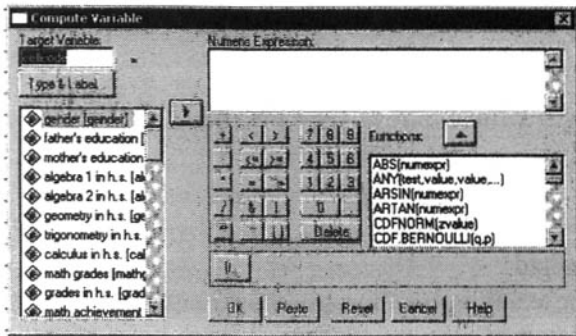 Compute Variable
Target Variable:
=
Numeric Expression:
Type & Label...
gender [gender]
father's education [
mother's education
algebra 1 in h.s. [al
algebra 2 in h.s. [al
geometry in h.s. [ge
trigonometry in h.s.
calculus in h.s. [cal
math grades [mathg
grades in h.s. [grad
math achievement
+ < > 7 8 9
- <= >= 4 5 6
* = ~= 1 2 3
/ & | 0 .
** ~ () Delete
Functions:
ABS(numexpr)
ANY(test,value,value,...)
ARSIN(numexpr)
ARTAN(numexpr)
CDFNORM(zvalue)
CDF.BERNOULLI(q,p)
If...
OK Paste Reset Cancel Help